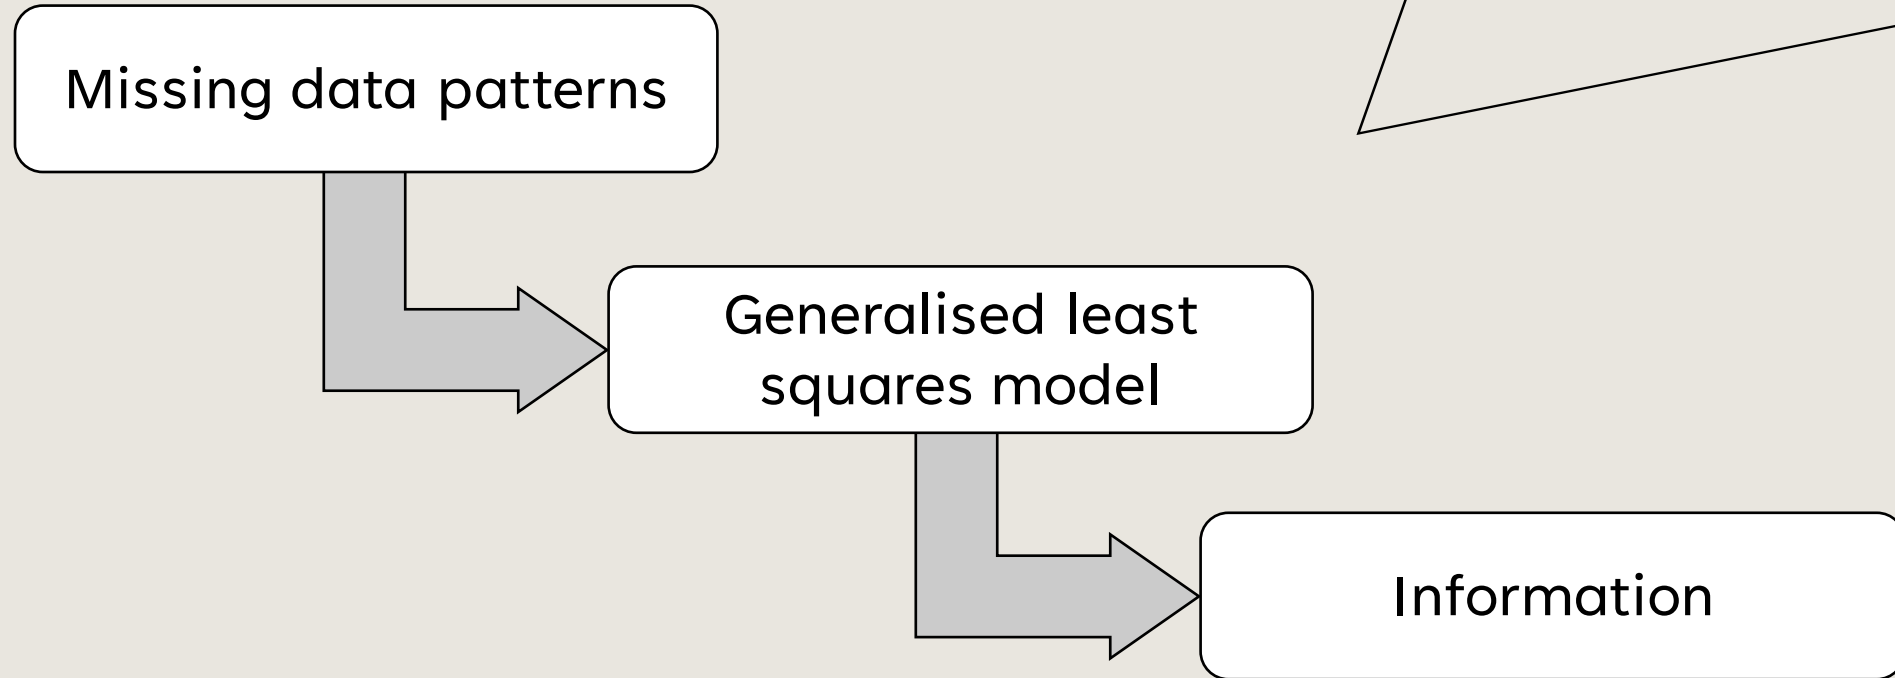 Missing data patterns
Generalised least
squares model
Information